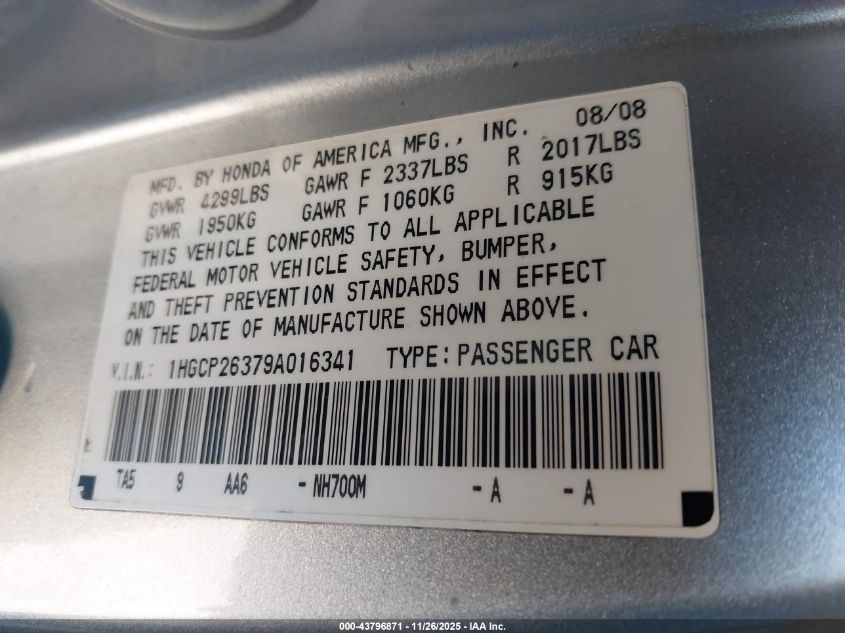 MFD. BY HONDA OF AMERICA MFG., INC. 08/08
GVWR 4299LBS GAWR F 2337LBS R 2017LBS
GVWR 1950KG GAWR F 1060KG R 915KG
THIS VEHICLE CONFORMS TO ALL APPLICABLE
FEDERAL MOTOR VEHICLE SAFETY, BUMPER,
AND THEFT PREVENTION STANDARDS IN EFFECT
ON THE DATE OF MANUFACTURE SHOWN ABOVE.
V.I.N.: 1HGCP26379A016341 TYPE: PASSENGER CAR
TA5 9 AA6 - NH700M - A - A
000-43796871 - 11/26/2025 - IAA Inc.